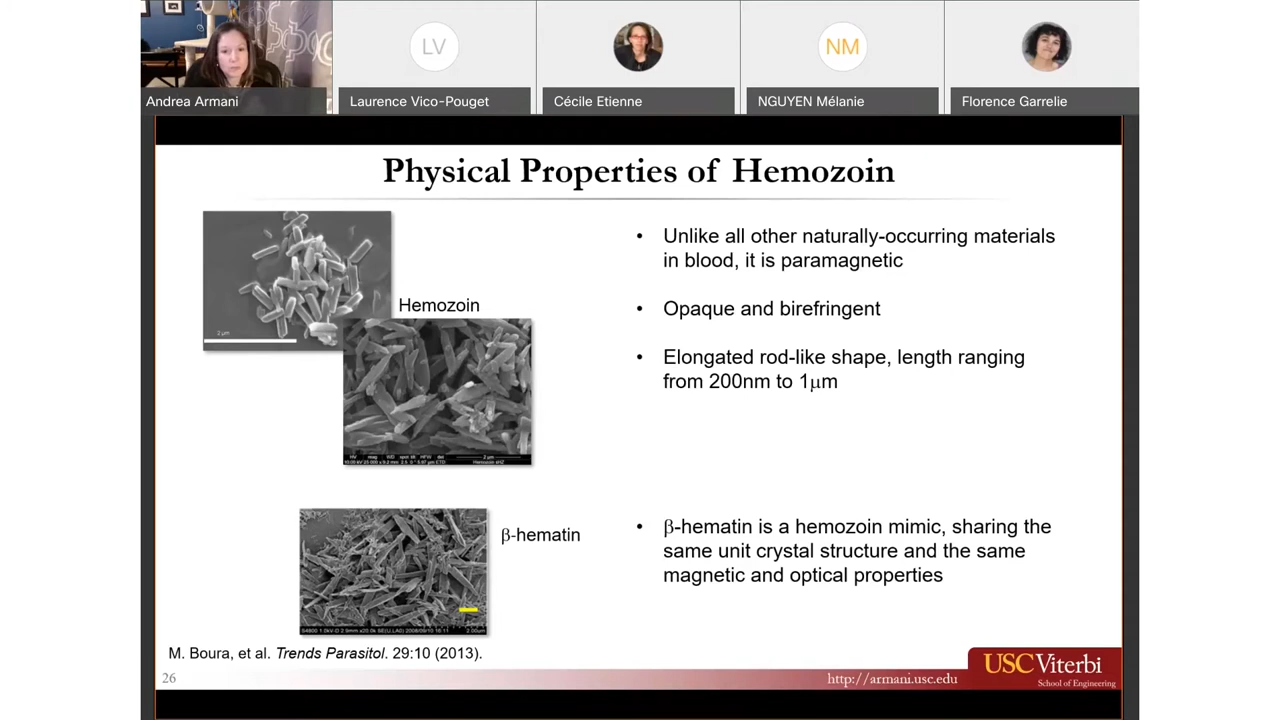 LV
NM
Andrea Armani
Laurence Vico-Pouget
Cécile Etienne
NGUYEN Mélanie
Florence Garrelie
Physical Properties of Hemozoin
2 µm
Hemozoin
β-hematin
• Unlike all other naturally-occurring materials
in blood, it is paramagnetic
• Opaque and birefringent
• Elongated rod-like shape, length ranging
from 200nm to 1µm
• β-hematin is a hemozoin mimic, sharing the
same unit crystal structure and the same
magnetic and optical properties
M. Boura, et al. Trends Parasitol. 29:10 (2013).
26
http://armani.usc.edu
USC Viterbi
School of Engineering